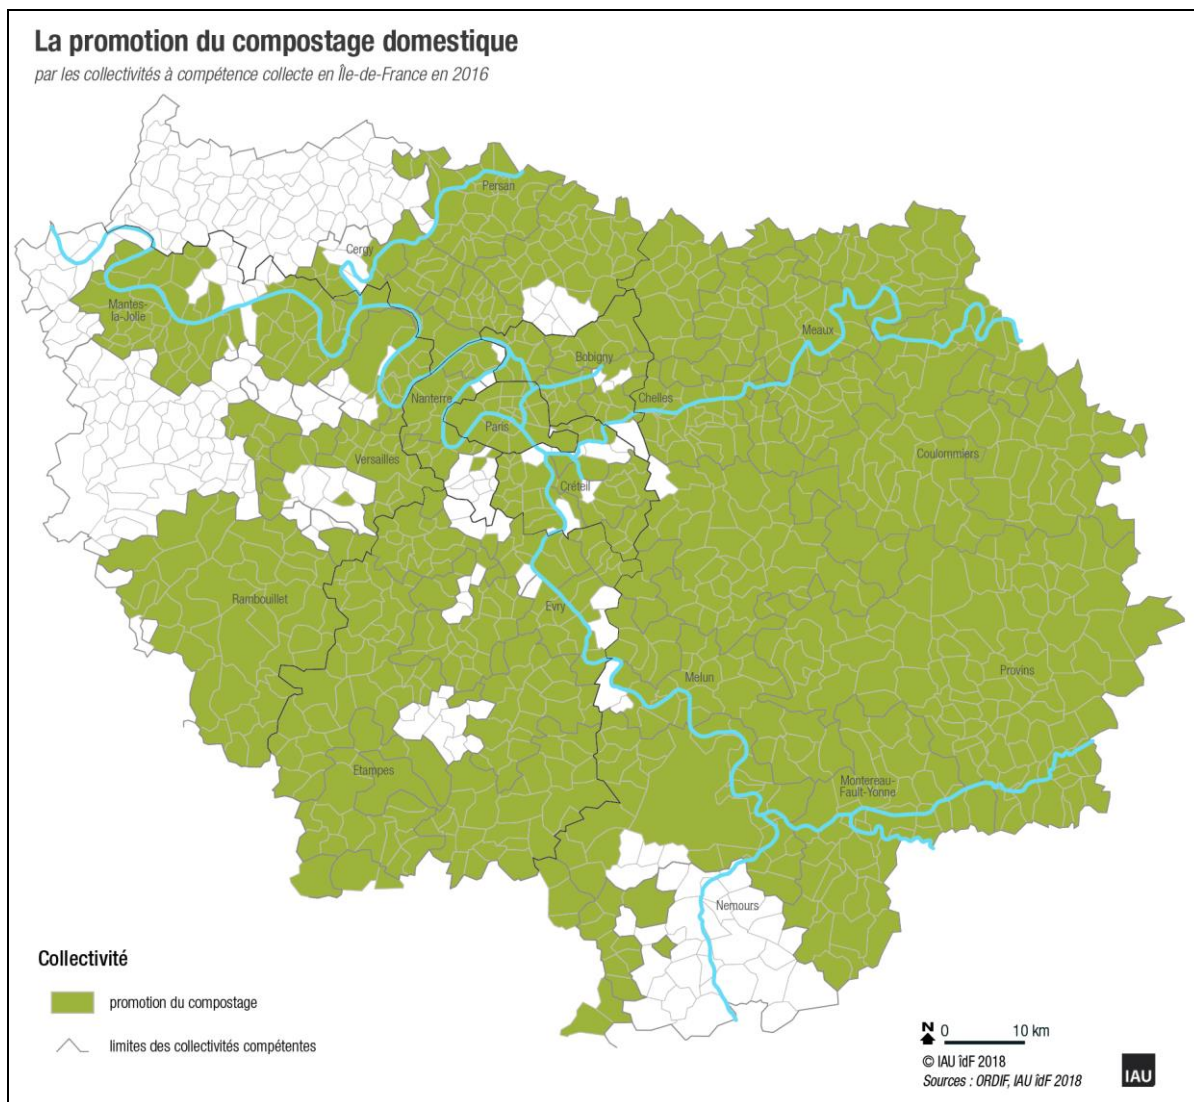 La promotion du compostage domestique
par les collectivités à compétence collecte en Île-de-France en 2016
Persan
Cergy
Mantes-
la-Jolie
Meaux
Bobigny
Nanterre
Chelles
Paris
Coulommiers
Versailles
Créteil
Rambouillet
Evry
Provins
Melun
Etampes
Montereau-
Fault-Yonne
Nemours
Collectivité
promotion du compostage
limites des collectivités compétentes
N 0 10 km
© IAU îdF 2018
Sources : ORDIF, IAU îdF 2018
IAU